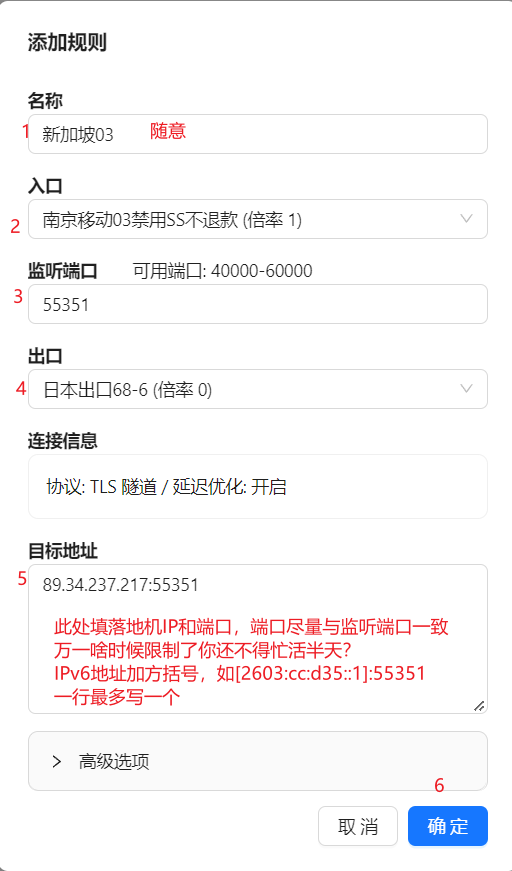 添加规则
名称
1 新加坡03 随意
入口
2 南京移动03禁用SS不退款 (倍率 1)
监听端口 可用端口: 40000-60000
3 55351
出口
4 日本出口68-6 (倍率 0)
连接信息
协议: TLS 隧道 / 延迟优化: 开启
目标地址
5 89.34.237.217:55351
此处填落地机IP和端口，端口尽量与监听端口一致
万一啥时候限制了你还不得忙活半天?
IPv6地址加方括号，如[2603:cc:d35::1]:55351
一行最多写一个
高级选项
6
取 消 确 定